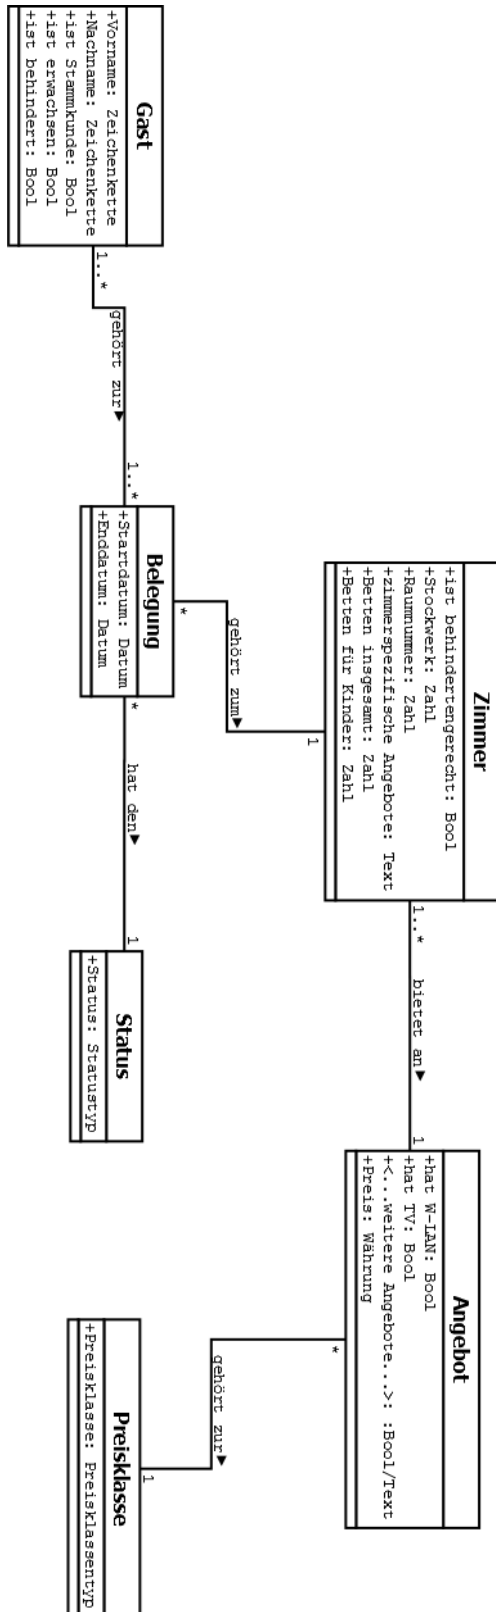 Gast
+Vorname: Zeichenkette
+Nachname: Zeichenkette
+ist Stammkunde: Bool
+ist erwachsen: Bool
+ist behindert: Bool
1..*
gehört zur
1..*
Belegung
+Startdatum: Datum
+Enddatum: Datum
*
gehört zum
1
Zimmer
+ist behindertengerecht: Bool
+Stockwerk: Zahl
+Raumnummer: Zahl
+zimmerspezifische Angebote: Text
+Betten insgesamt: Zahl
+Betten für Kinder: Zahl
*
hat den
1
Status
+Status: Statustyp
1..*
bietet an
1
Angebot
+hat W-LAN: Bool
+hat TV: Bool
+<...weitere Angebote...>: :Bool/Text
+Preis: Währung
*
gehört zur
1
Preisklasse
+Preisklasse: Preisklassentyp